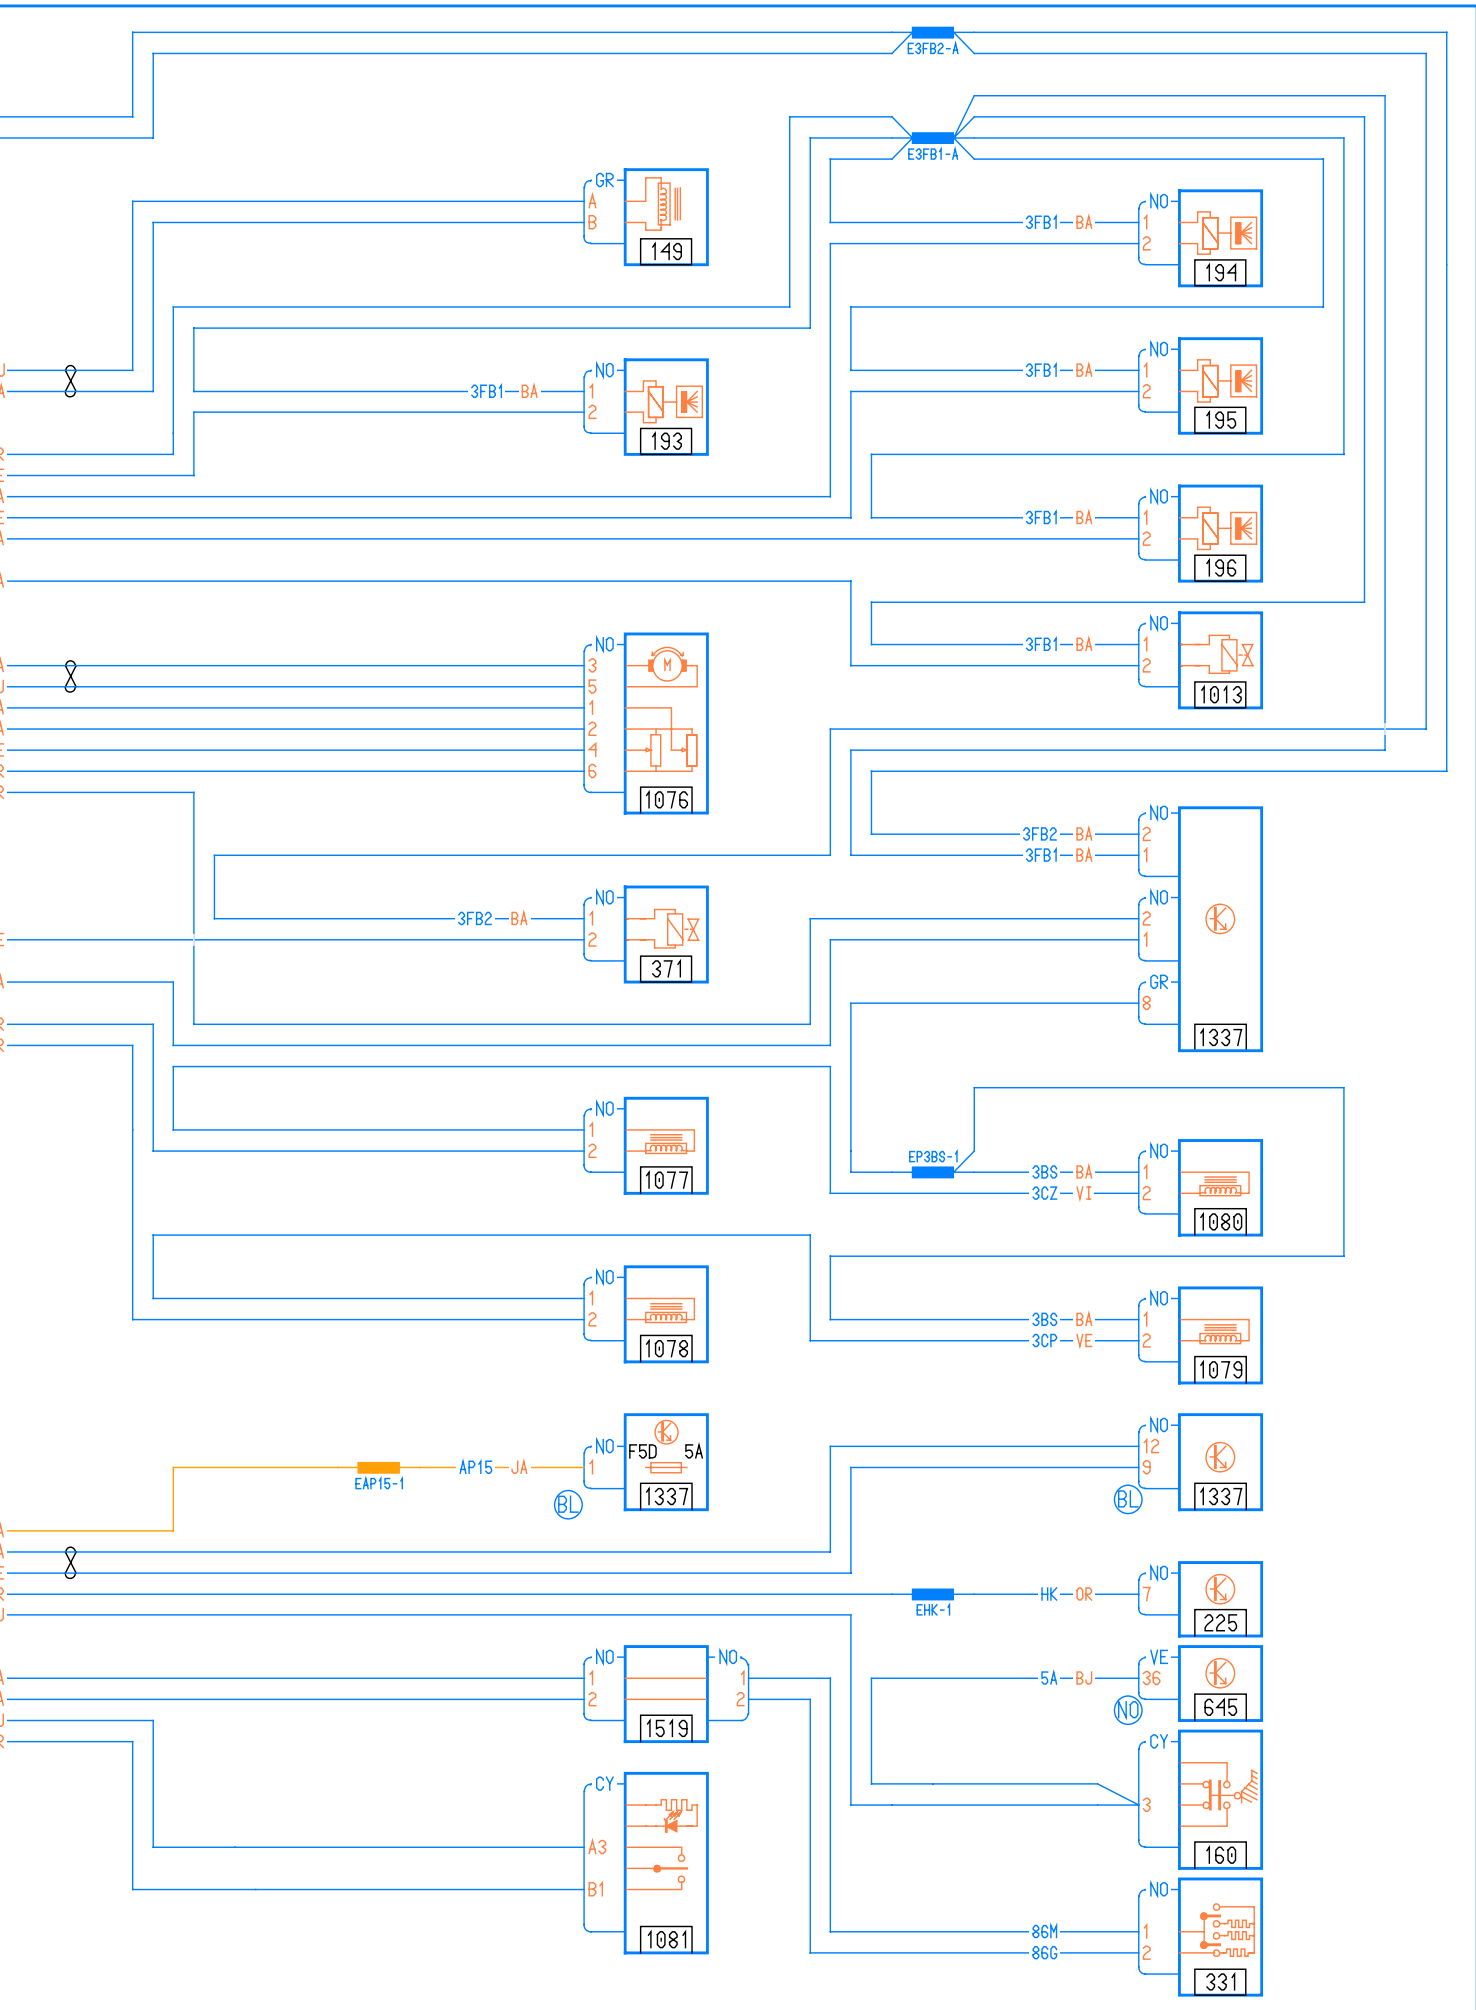 E3FB2-A
E3FB1-A
GR
A
B
149
NO
3FB1 BA 1
2
194
NO
3FB1 BA 1
2
193
NO
3FB1 BA 1
2
195
NO
3FB1 BA 1
2
196
NO
3FB1 BA 1
2
1013
NO
3
5
1
2
4
6
M
1076
NO
3FB2 BA 2
3FB1 BA 1
NO
2
1
GR
8
1337
NO
3FB2 BA 1
2
371
NO
1
2
1077
EP3BS-1
NO
3BS BA 1
3CZ VI 2
1080
NO
1
2
1078
NO
3BS BA 1
3CP VE 2
1079
EAP15-1
AP15 JA
NO
1
F5D 5A
1337
BL
NO
12
9
1337
BL
EHK-1
HK OR
NO
7
225
NO
1
2
1519
NO
1
2
VE
5A BJ 36
645
NO
CY
3
160
CY
A3
B1
1081
NO
86M 1
86G 2
331